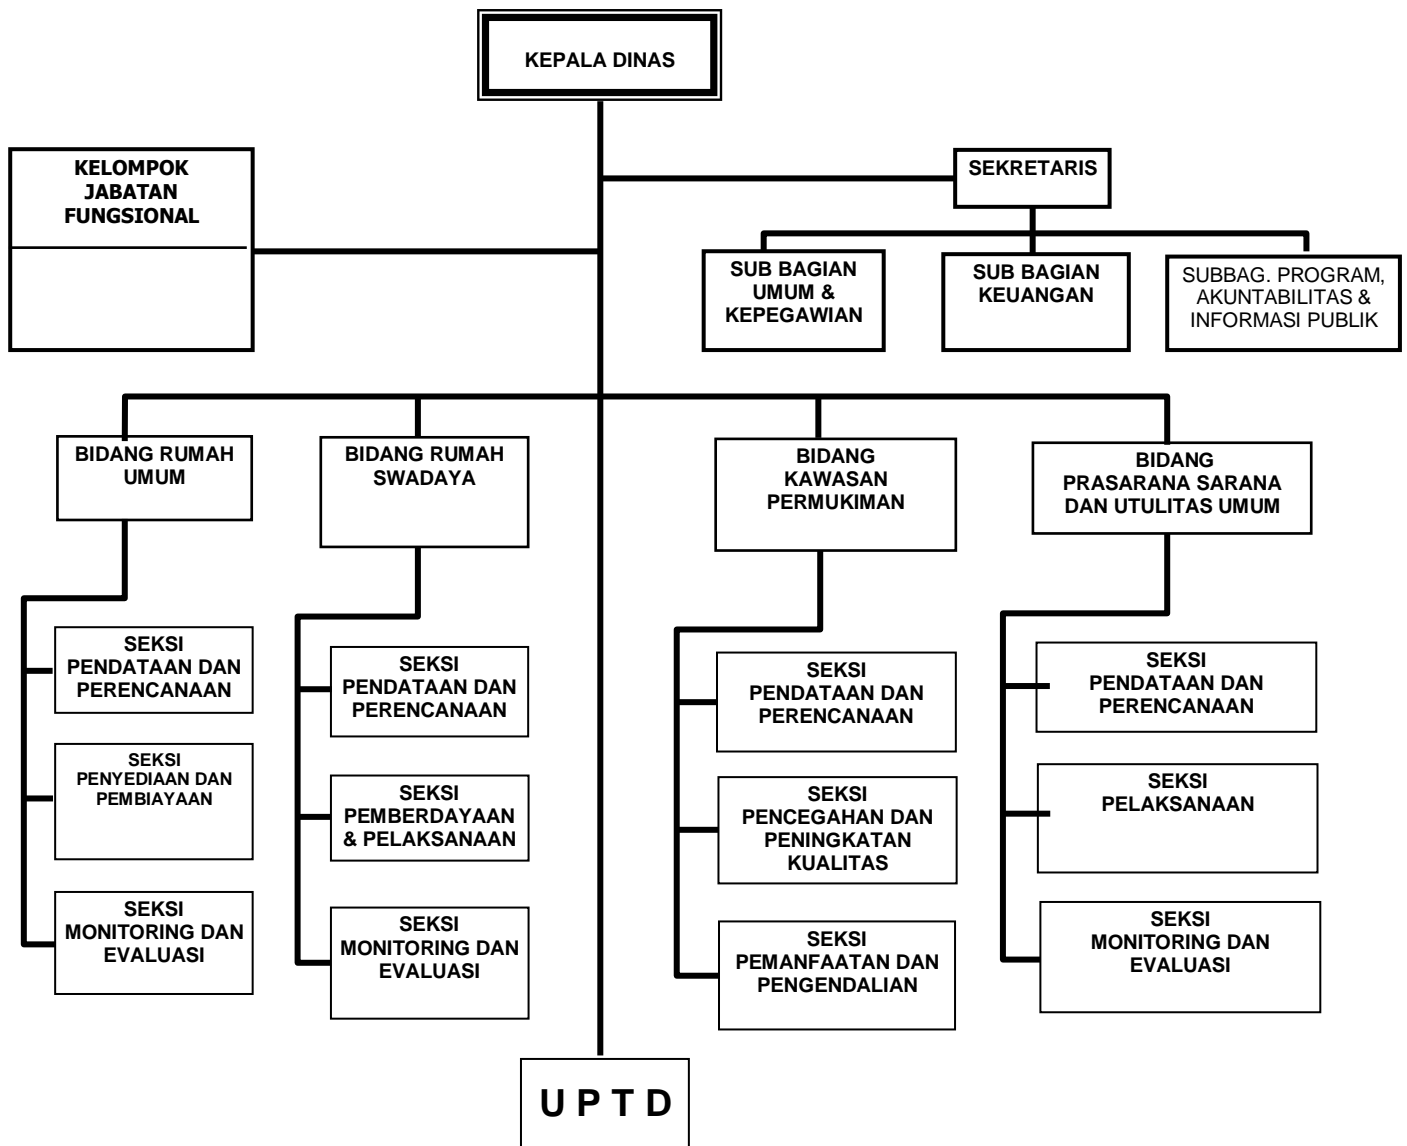 KEPALA DINAS
KELOMPOK
JABATAN
FUNGSIONAL
SEKRETARIS
SUB BAGIAN
UMUM &
KEPEGAWIAN
SUB BAGIAN
KEUANGAN
SUBBAG. PROGRAM,
AKUNTABILITAS &
INFORMASI PUBLIK
BIDANG RUMAH
UMUM
BIDANG RUMAH
SWADAYA
BIDANG
KAWASAN
PERMUKIMAN
BIDANG
PRASARANA SARANA
DAN UTULITAS UMUM
SEKSI
PENDATAAN DAN
PERENCANAAN
SEKSI
PENYEDIAAN DAN
PEMBIAYAAN
SEKSI
MONITORING DAN
EVALUASI
SEKSI
PENDATAAN DAN
PERENCANAAN
SEKSI
PEMBERDAYAAN
& PELAKSANAAN
SEKSI
MONITORING DAN
EVALUASI
SEKSI
PENDATAAN DAN
PERENCANAAN
SEKSI
PENCEGAHAN DAN
PENINGKATAN
KUALITAS
SEKSI
PEMANFAATAN DAN
PENGENDALIAN
SEKSI
PENDATAAN DAN
PERENCANAAN
SEKSI
PELAKSANAAN
SEKSI
MONITORING DAN
EVALUASI
U P T D